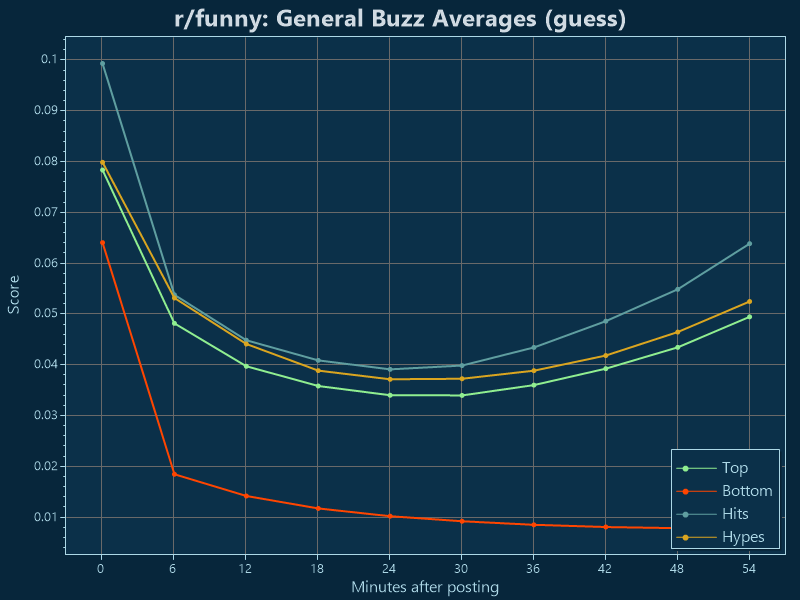 r/funny: General Buzz Averages (guess)
0.1
0.09
0.08
0.07
0.06
0.05
0.04
0.03
0.02
0.01
Score
Top
Bottom
Hits
Hypes
0 6 12 18 24 30 36 42 48 54
Minutes after posting